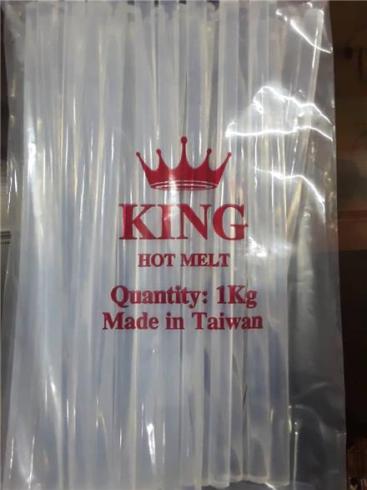 KING
HOT MELT
Quantity: 1Kg
Made in Taiwan